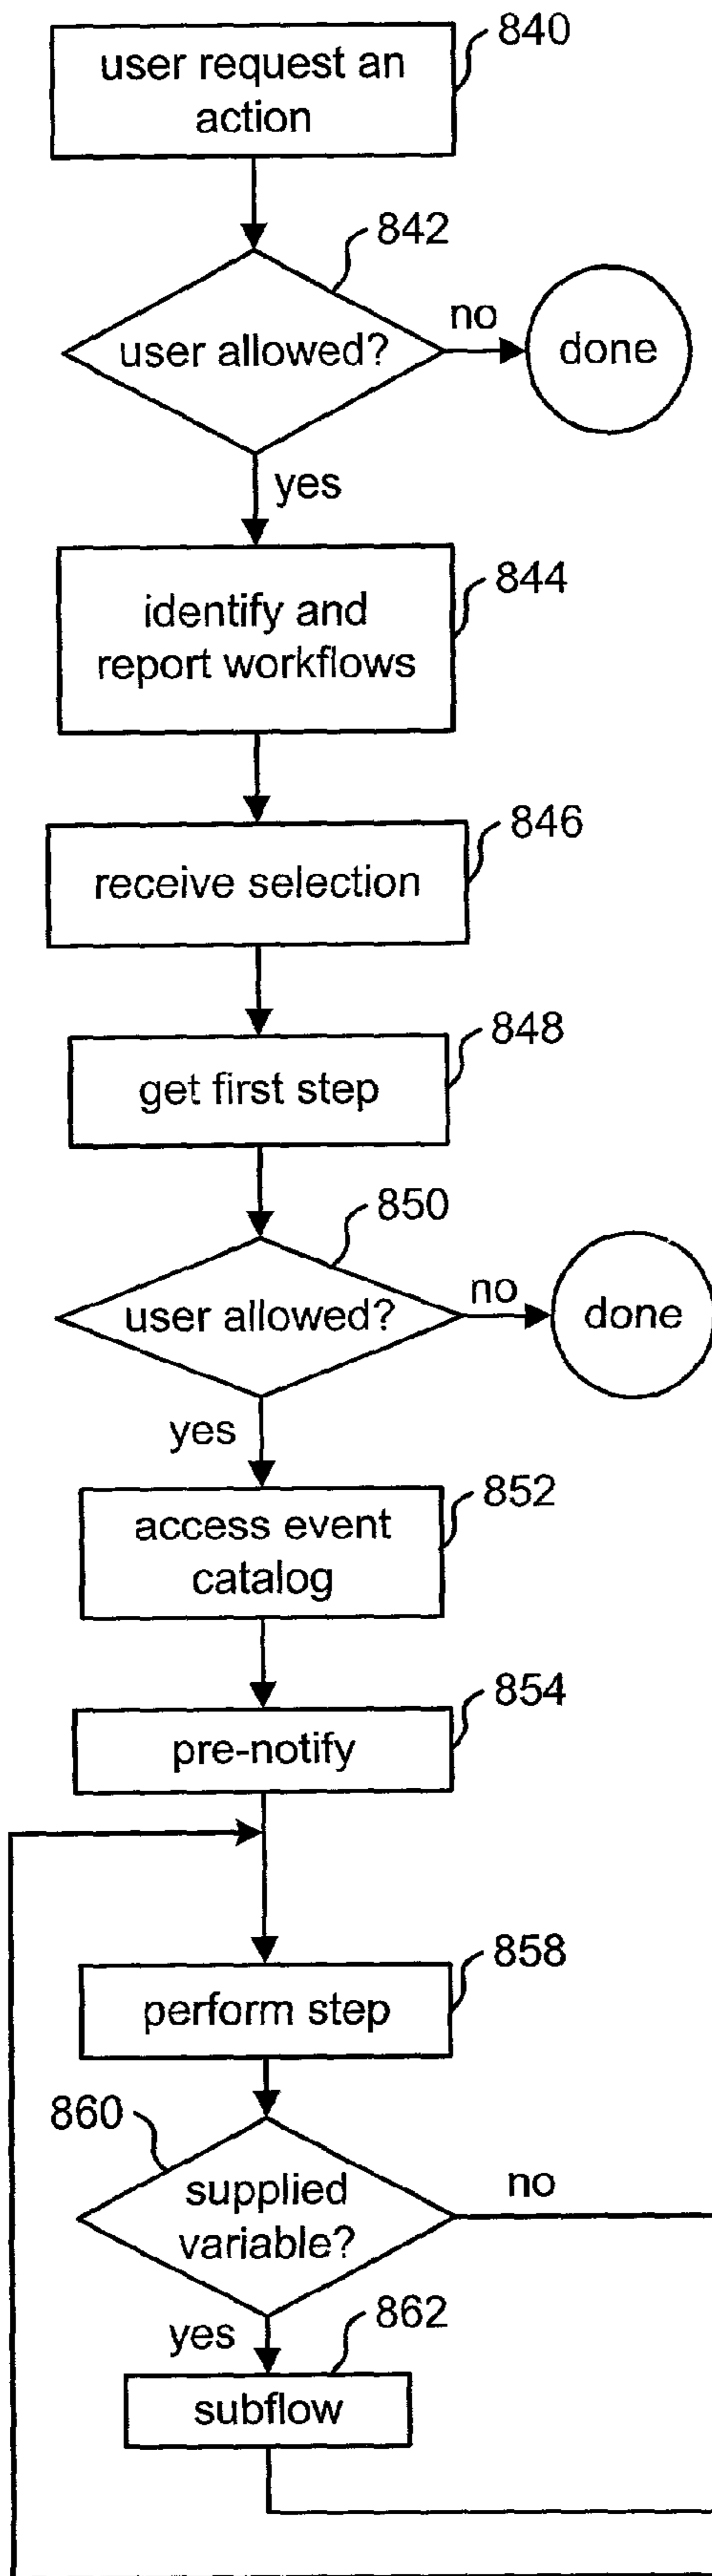 840
user request an
action
842
user allowed?
no
done
yes
844
identify and
report workflows
846
receive selection
848
get first step
850
user allowed?
no
done
yes
852
access event
catalog
854
pre-notify
858
perform step
860
supplied
variable?
no
yes
862
subflow